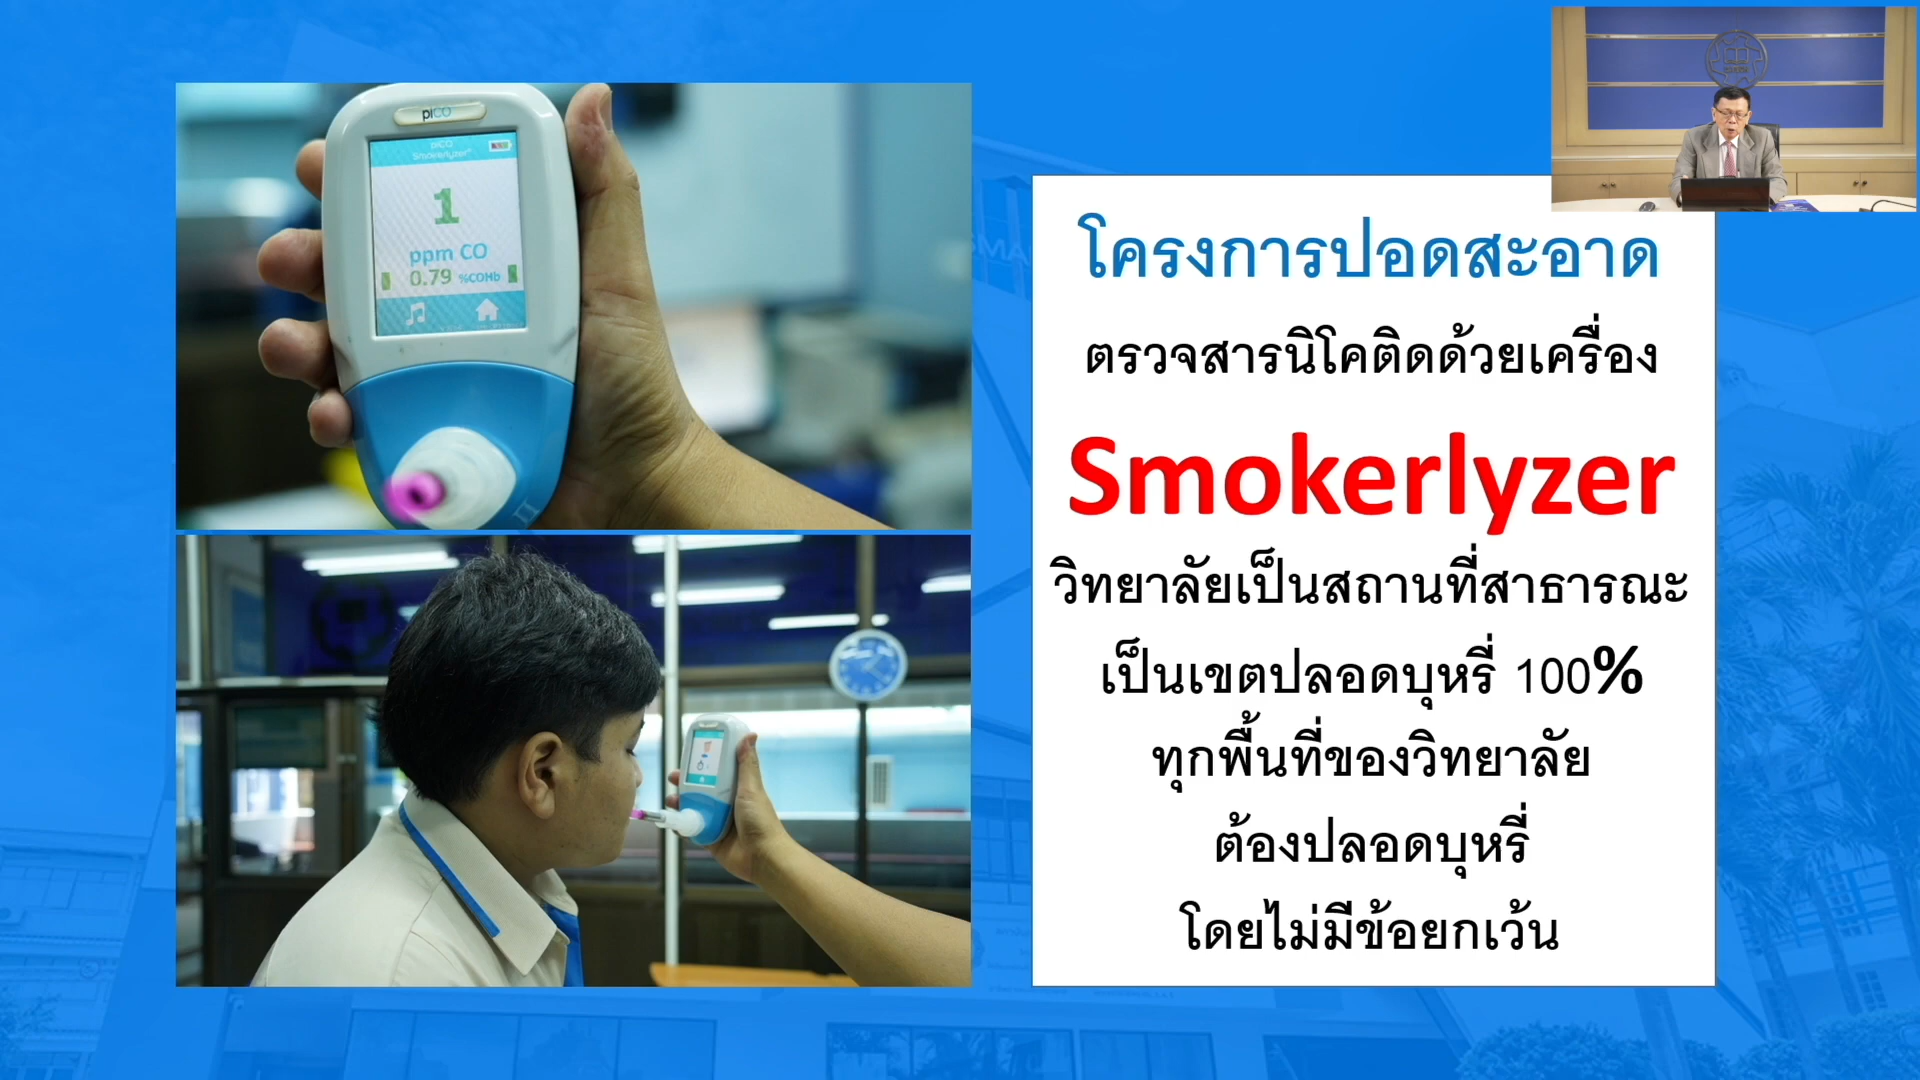 piCO
piCO
Smokerlyzer
1
ppm CO
0.79 %COHb
โครงการปอดสะอาด
ตรวจสารนิโคติดด้วยเครื่อง
Smokerlyzer
วิทยาลัยเป็นสถานที่สาธารณะ
เป็นเขตปลอดบุหรี่ 100%
ทุกพื้นที่ของวิทยาลัย
ต้องปลอดบุหรี่
โดยไม่มีข้อยกเว้น